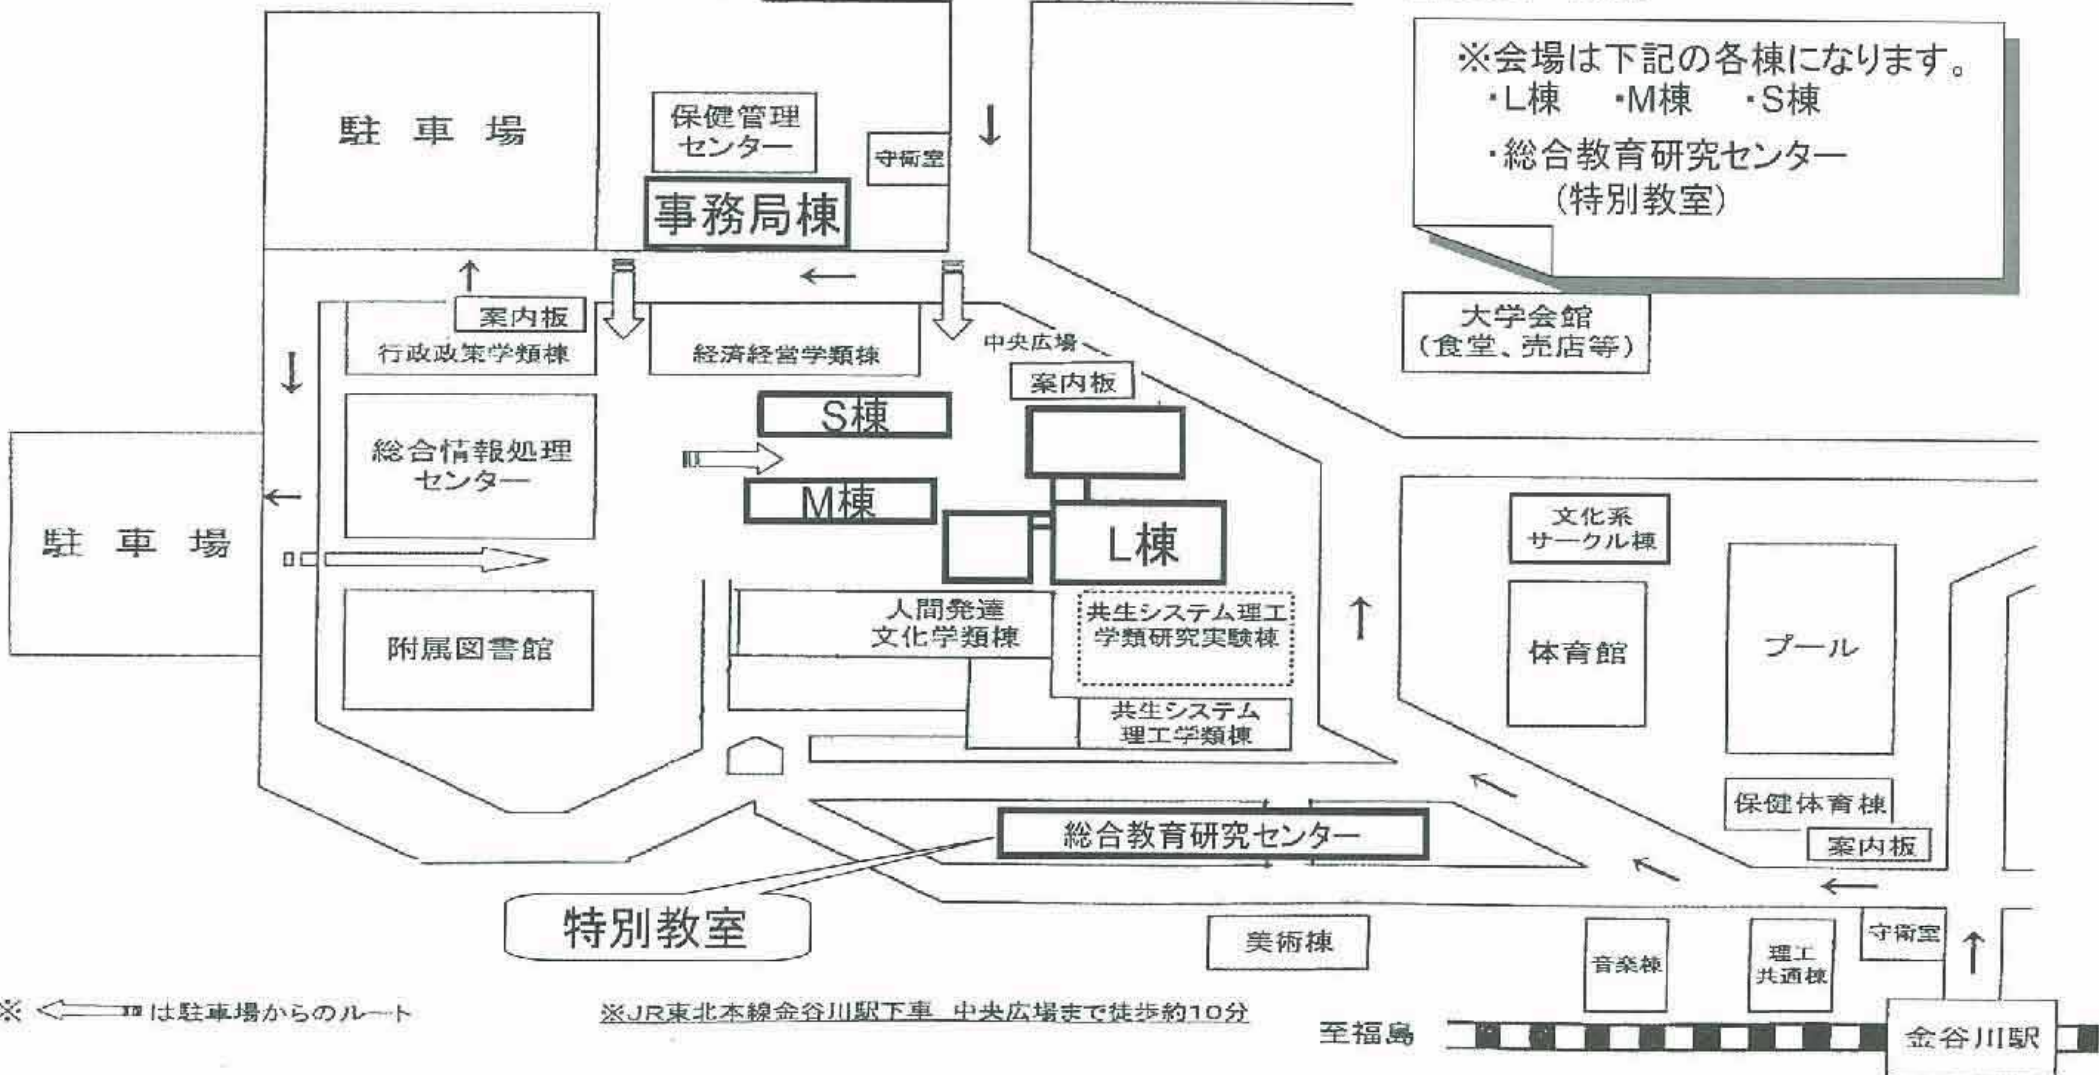 ※会場は下記の各棟になります。
・L棟 ・M棟 ・S棟
・総合教育研究センター
(特別教室)
駐 車 場
保健管理
センター
守衛室
事務局棟
案内板
行政政策学類棟
経済経営学類棟
中央広場
案内板
大学会館
(食堂、売店等)
S棟
総合情報処理
センター
M棟
L棟
文化系
サークル棟
駐 車 場
附属図書館
人間発達
文化学類棟
共生システム理工
学類研究実験棟
体育館
プール
共生システム
理工学類棟
保健体育棟
案内板
総合教育研究センター
特別教室
美術棟
音楽棟
理工
共通棟
守衛室
※ は駐車場からのルート
※JR東北本線金谷川駅下車 中央広場まで徒歩約10分
至福島
金谷川駅